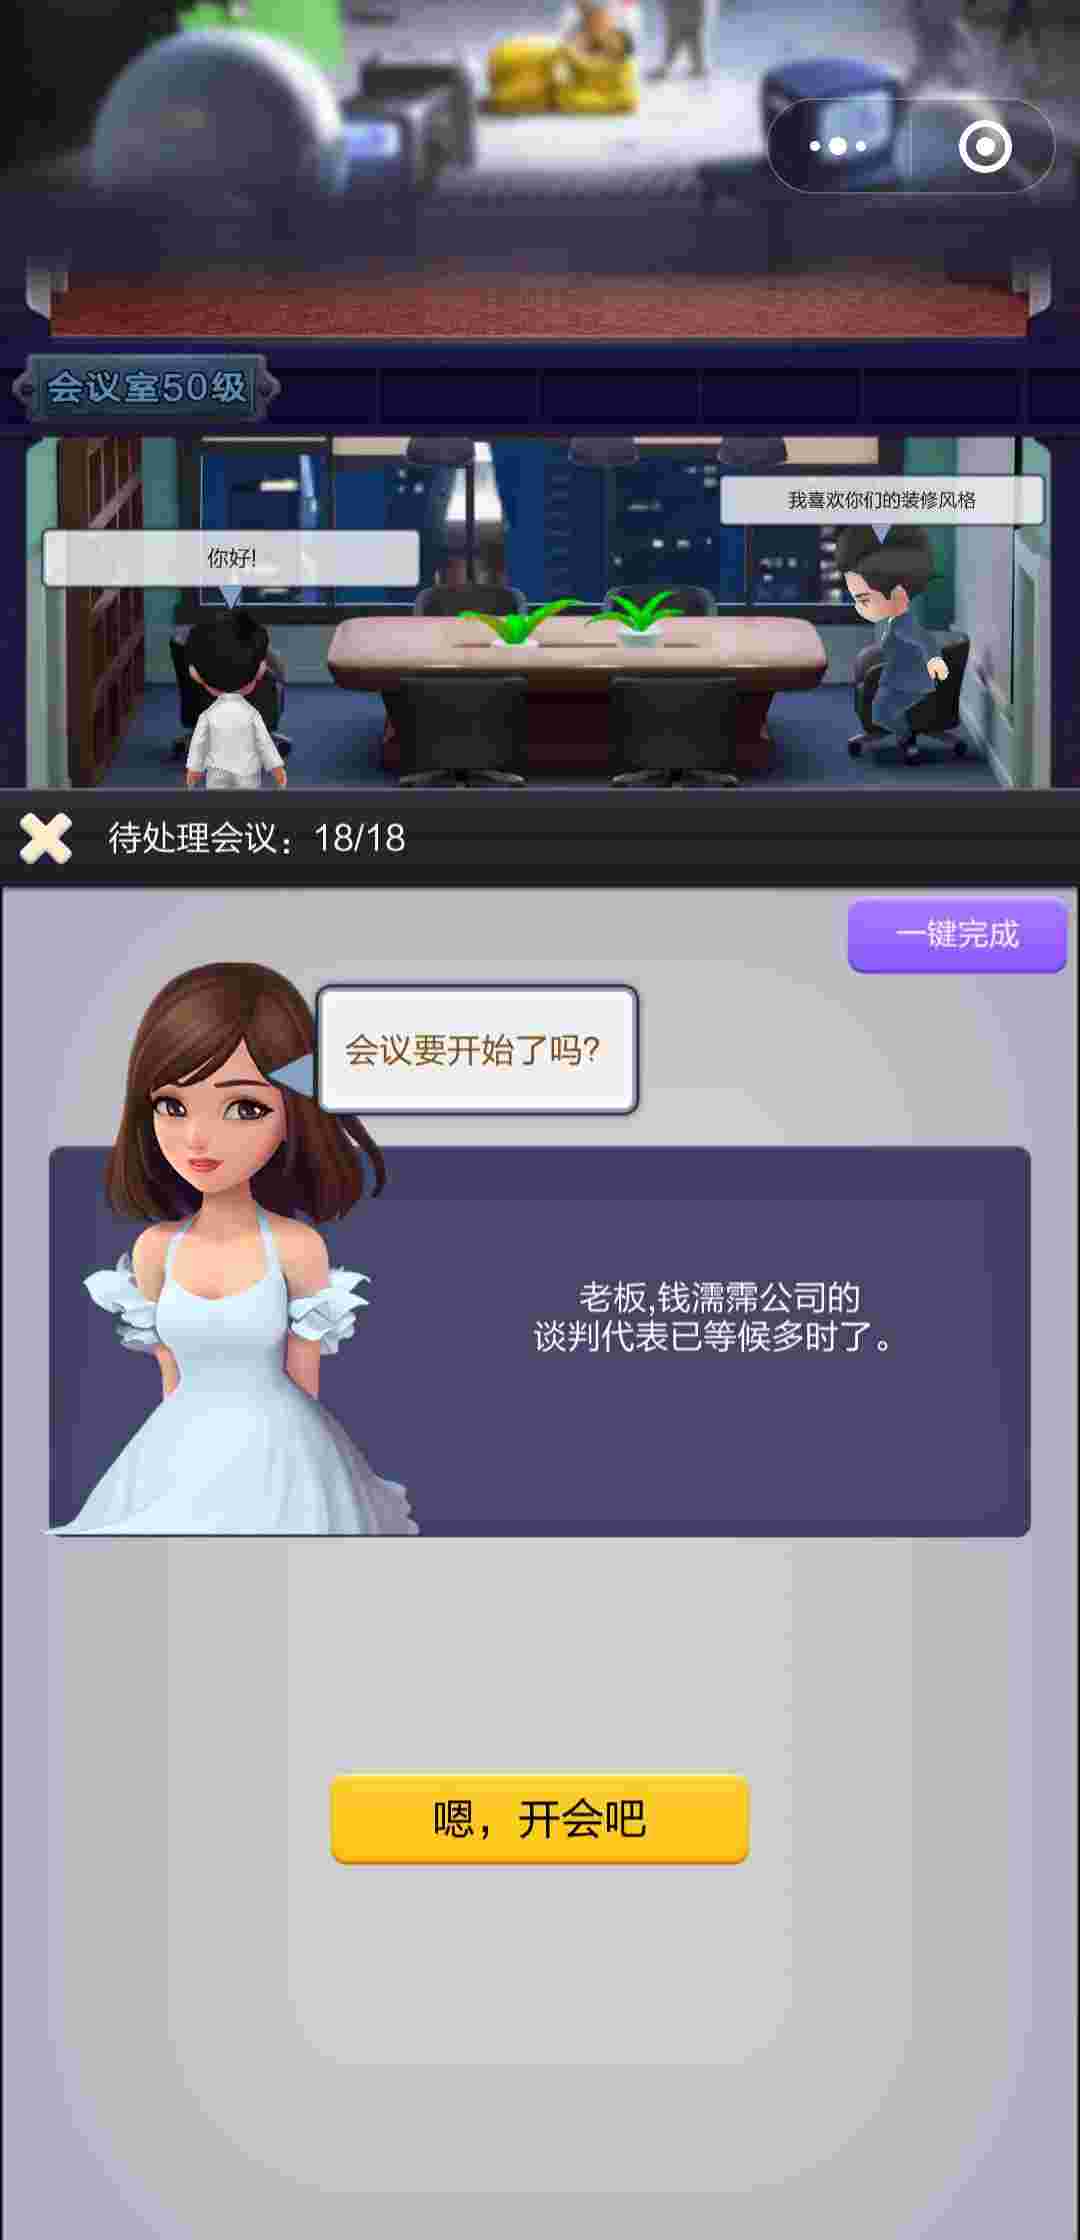 会议室50级
我喜欢你们的装修风格
你好!
待处理会议：18/18
一键完成
会议要开始了吗?
老板,钱濡霈公司的
谈判代表已等候多时了。
嗯，开会吧